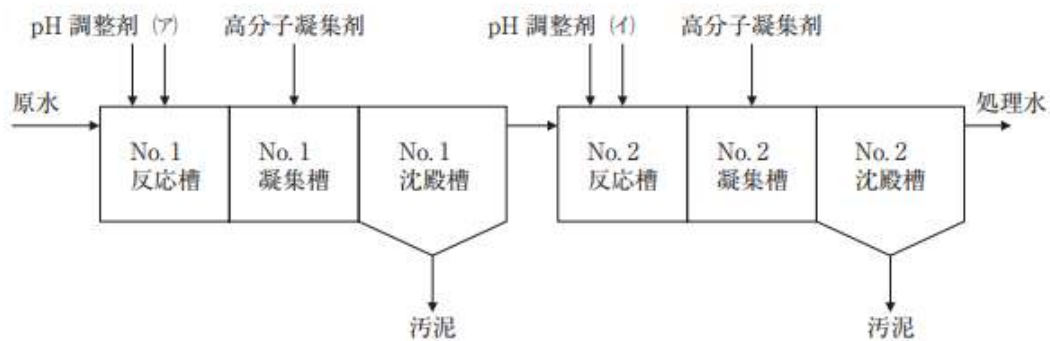 pH 調整剤 (ア) 高分子凝集剤 pH 調整剤 (イ) 高分子凝集剤
原水 処理水
No. 1 No. 1 No. 1 No. 2 No. 2 No. 2
反応槽 凝集槽 沈殿槽 反応槽 凝集槽 沈殿槽
汚泥 汚泥